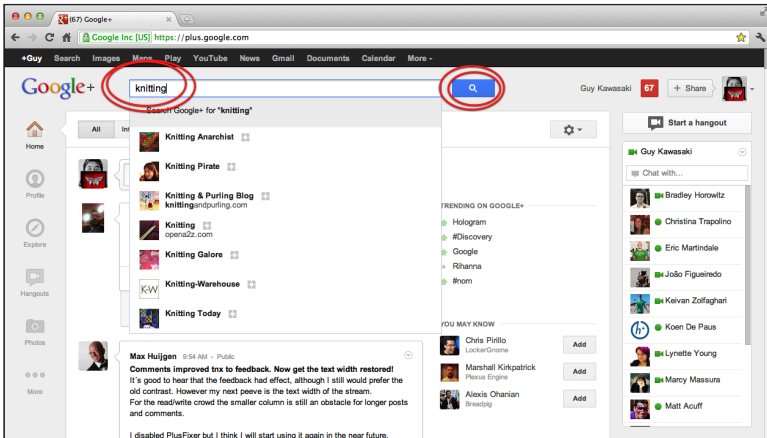 (67) Google+
Google Inc [US] https://plus.google.com
+Guy Search Images Maps Play YouTube News Gmail Documents Calendar More
Google+
knitting
Guy Kawasaki 67 + Share
Search Google+ for "knitting"
Start a hangout
Home
All
Knitting Anarchist
Guy Kawasaki
Knitting Pirate
Chat with...
Profile
Knitting & Purling Blog
knittingandpurling.com
Bradley Horowitz
TRENDING ON GOOGLE+
Knitting
opena2z.com
Hologram
Christina Trapolino
Explore
#Discovery
Knitting Galore
Google
Eric Martindale
Rihanna
Knitting-Warehouse
K-W
#nom
João Figueiredo
Hangouts
Knitting Today
Keivan Zolfaghari
YOU MAY KNOW
Koen De Paus
Photos
Chris Pirillo
LockerGnome
Add
Max Huijgen 9:54 AM - Public
Lynette Young
Comments improved tnx to feedback. Now get the text width restored!
It's good to hear that the feedback had effect, although I still would prefer the
old contrast. However my next peeve is the text width of the stream.
For the read/write crowd the smaller column is still an obstacle for longer posts
and comments.
Marshall Kirkpatrick
Plexus Engine
Add
Marcy Massura
More
Alexis Ohanian
Breadpig
Add
Matt Acuff
I disabled PlusFixer but I think I will start using it again in the near future.